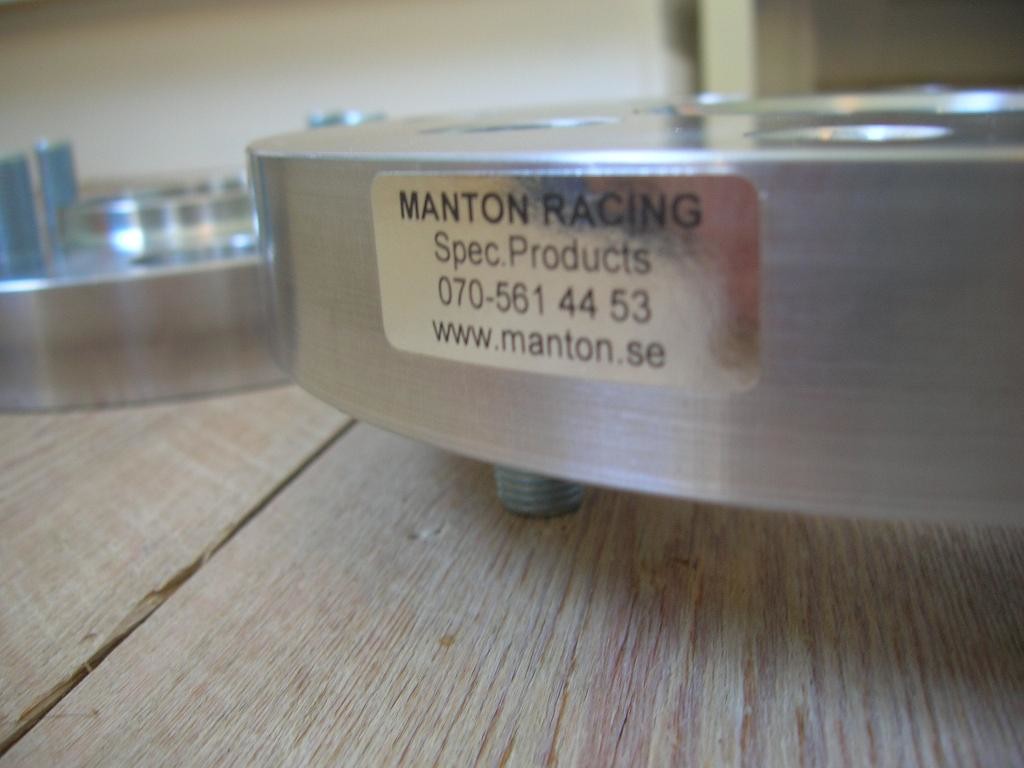 MANTON RACING
Spec.Products
070-561 44 53
www.manton.se